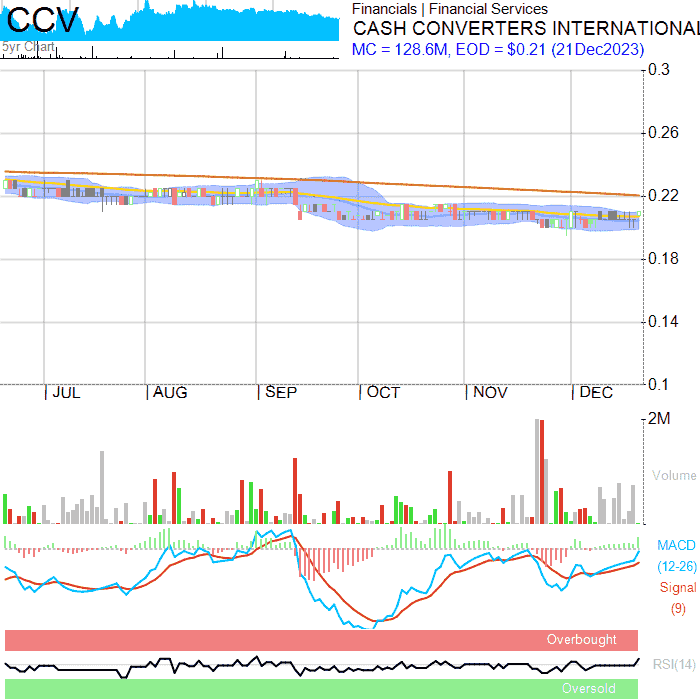 CCV
5yr Chart
Financials | Financial Services
CASH CONVERTERS INTERNATIONAL
MC = 128.6M, EOD = $0.21 (21Dec2023)
0.3
0.26
0.22
0.18
0.14
0.1
JUL AUG SEP OCT NOV DEC
2M
Volume
MACD
(12-26)
Signal
(9)
Overbought
RSI(14)
Oversold